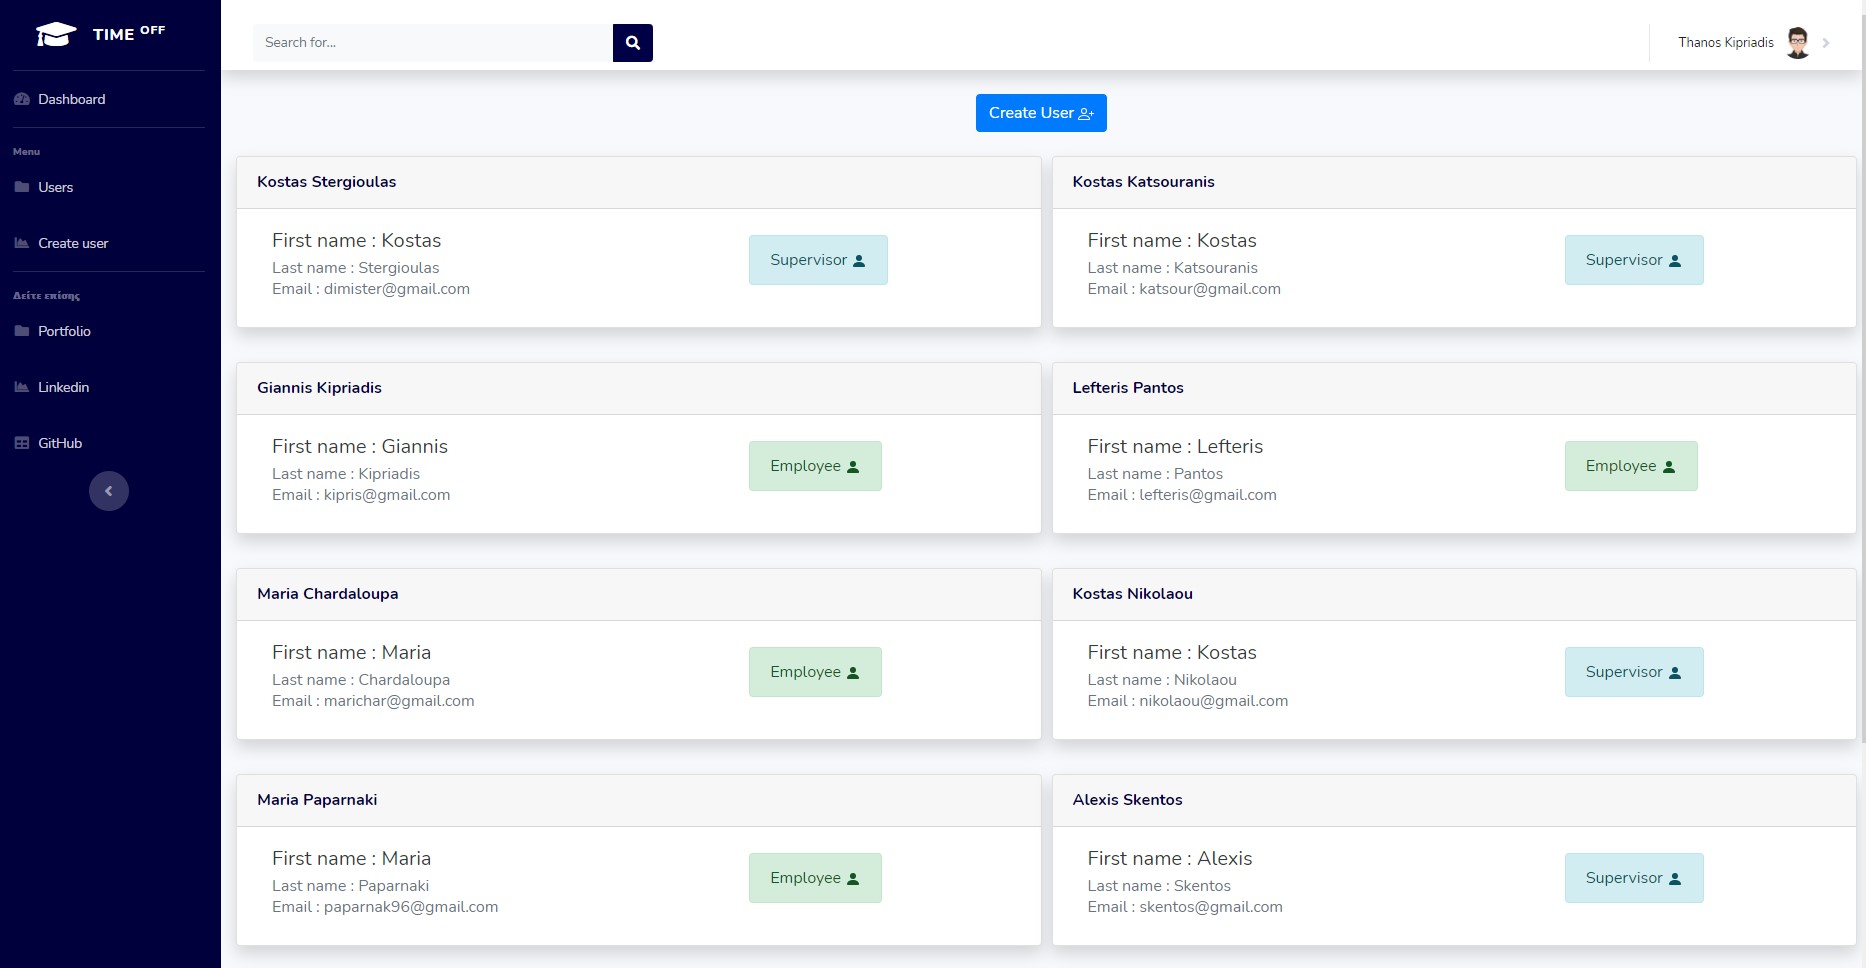 TIME OFF
Dashboard
Menu
Users
Create user
Δείτε επίσης
Portfolio
Linkedin
GitHub
Search for...
Thanos Kipriadis
Create User
Kostas Stergioulas
First name : Kostas
Last name : Stergioulas
Email : dimister@gmail.com
Supervisor
Kostas Katsouranis
First name : Kostas
Last name : Katsouranis
Email : katsour@gmail.com
Supervisor
Giannis Kipriadis
First name : Giannis
Last name : Kipriadis
Email : kipris@gmail.com
Employee
Lefteris Pantos
First name : Lefteris
Last name : Pantos
Email : lefteris@gmail.com
Employee
Maria Chardaloupa
First name : Maria
Last name : Chardaloupa
Email : marichar@gmail.com
Employee
Kostas Nikolaou
First name : Kostas
Last name : Nikolaou
Email : nikolaou@gmail.com
Supervisor
Maria Paparnaki
First name : Maria
Last name : Paparnaki
Email : paparnak96@gmail.com
Employee
Alexis Skentos
First name : Alexis
Last name : Skentos
Email : skentos@gmail.com
Supervisor